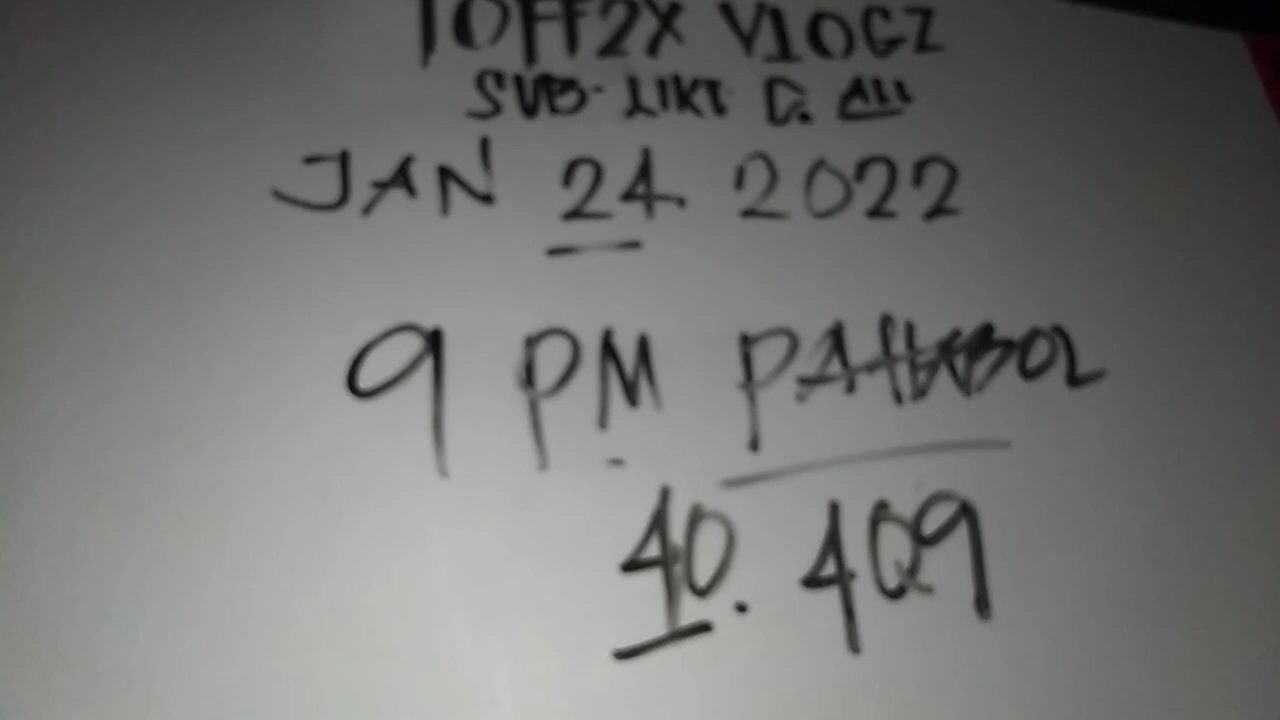 TOFF2X VLOGZ
SUB. LIKE C. ALL
JAN 24 2022
9 PM PAHABOL
40. 409